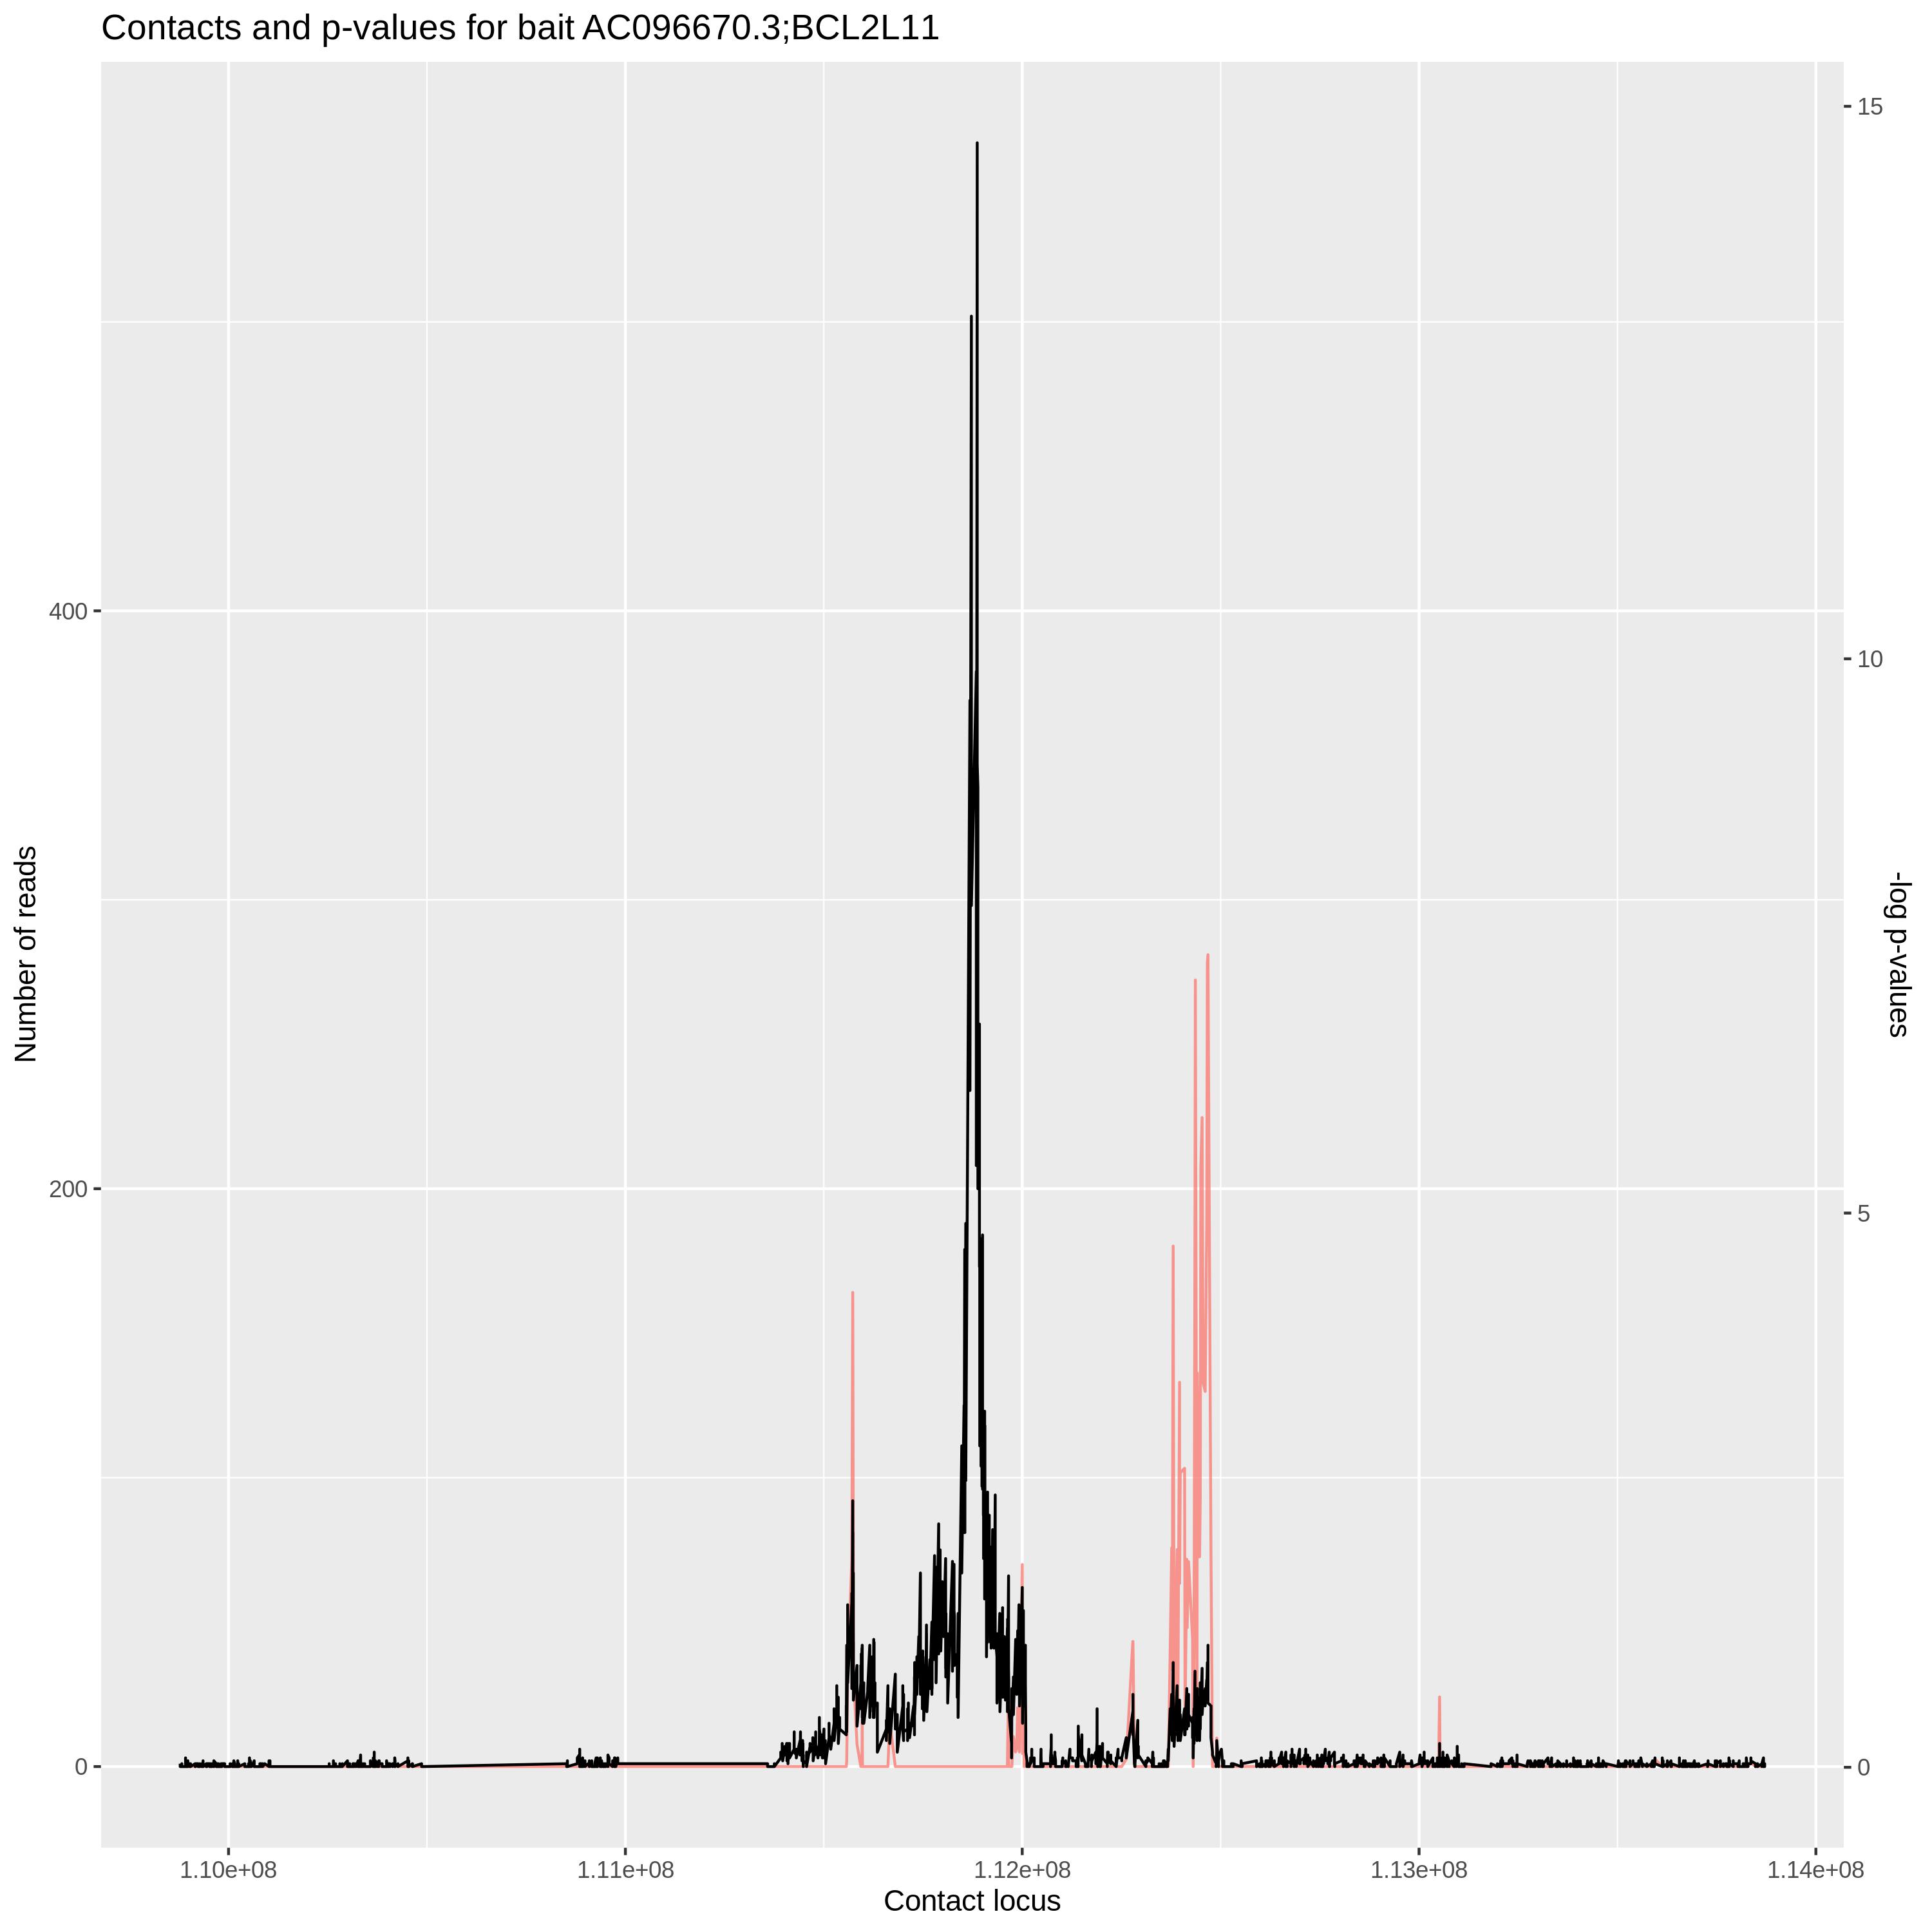 Contacts and p-values for bait AC096670.3;BCL2L11
15
400
10
Number of reads
-log p-values
200
5
0
0
1.10e+08
1.11e+08
1.12e+08
1.13e+08
1.14e+08
Contact locus